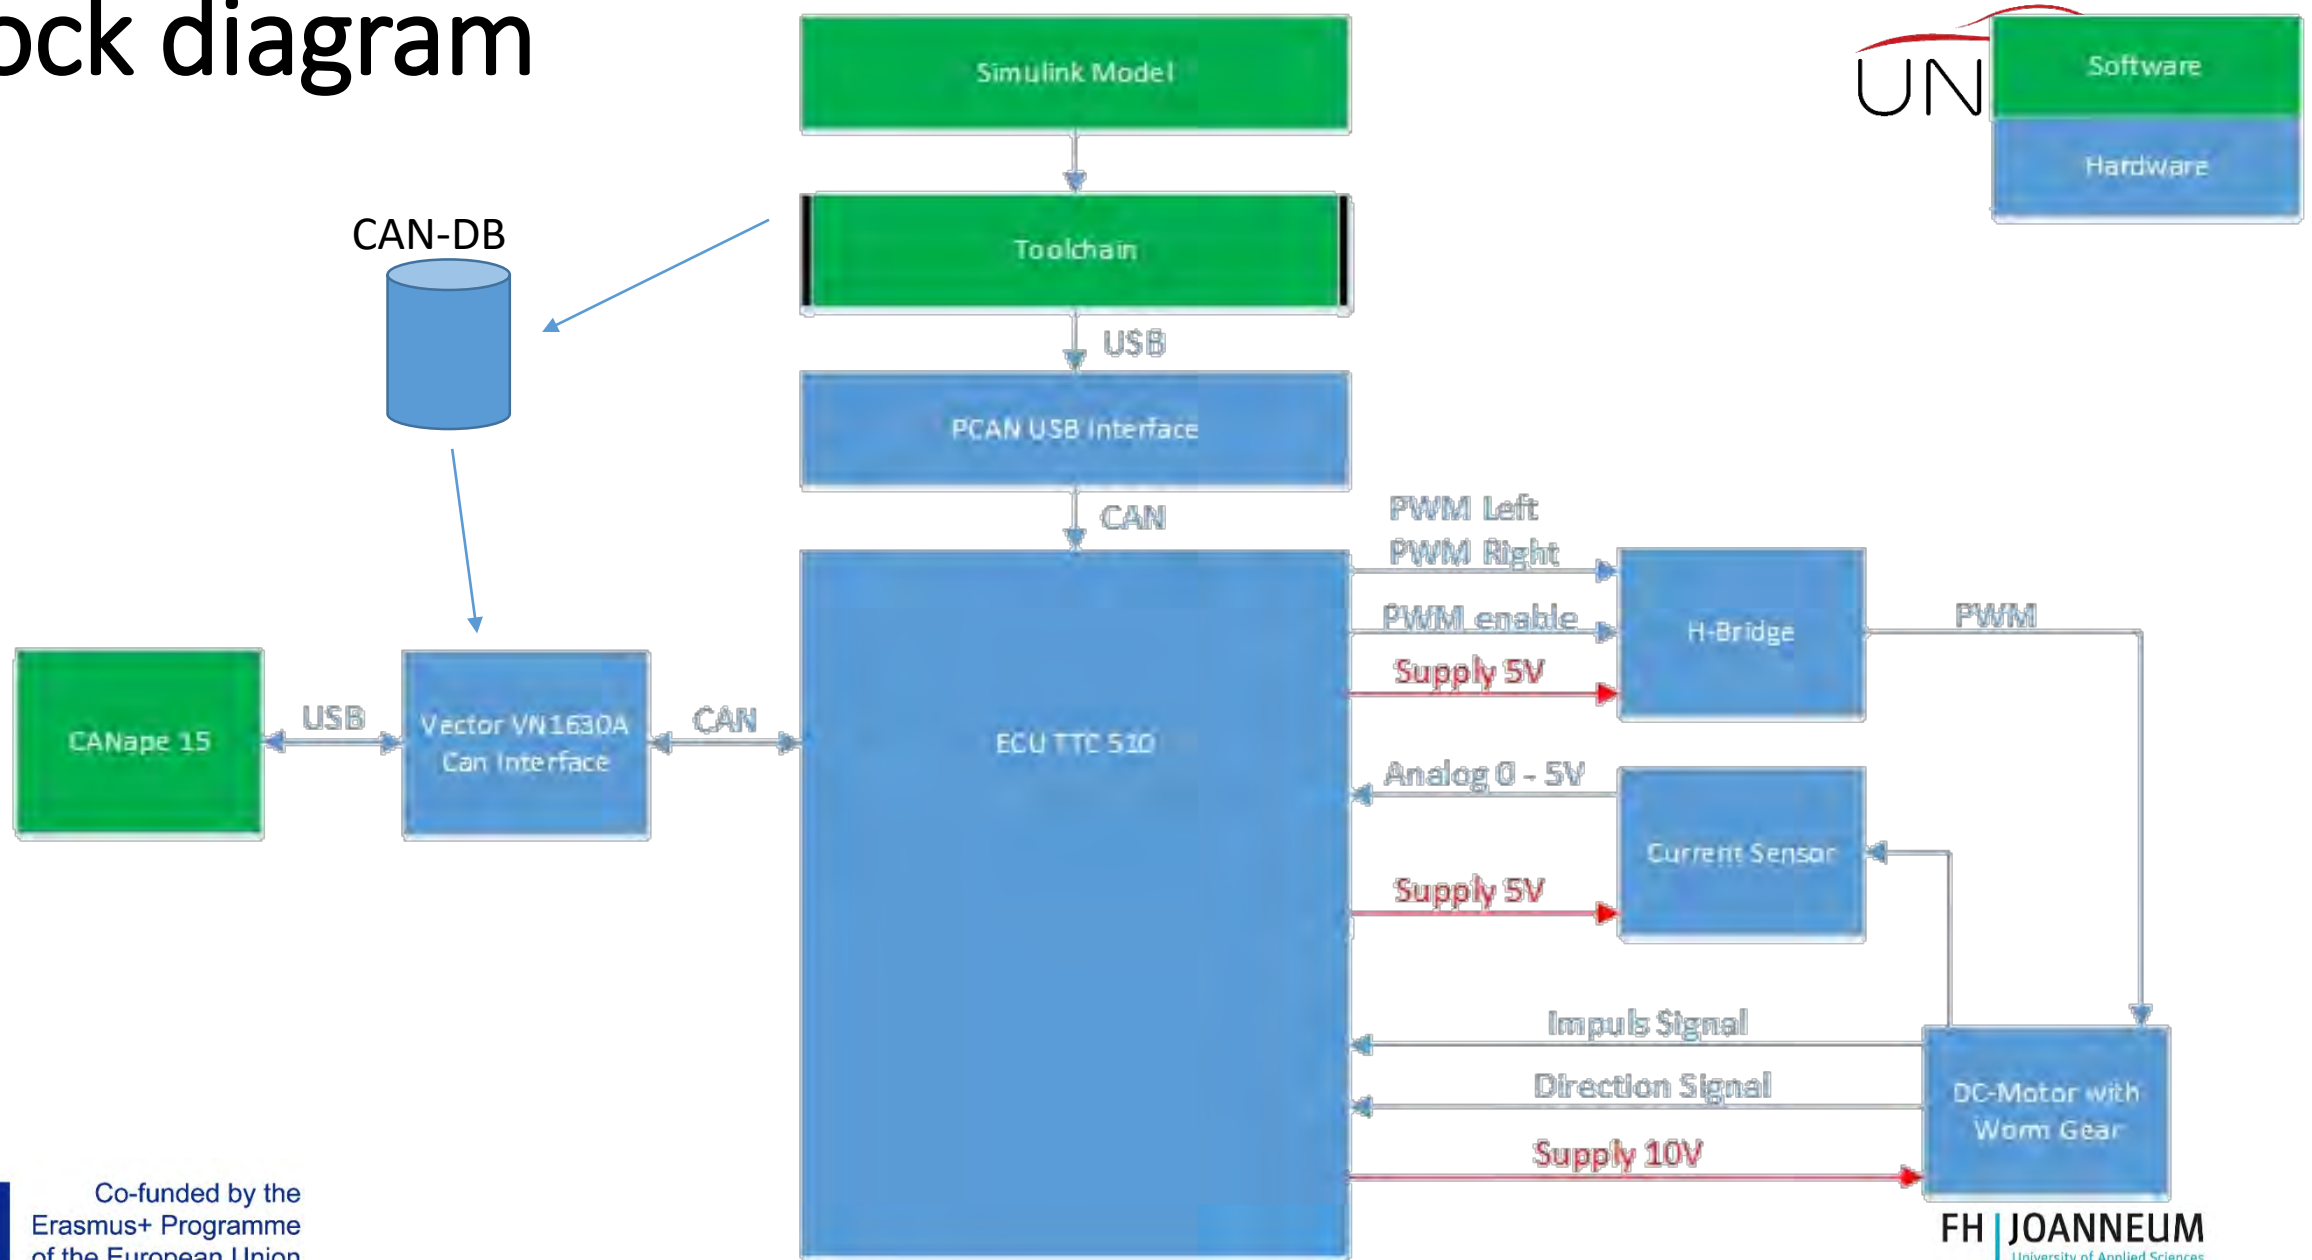 ock diagram
Simulink Model
UN
Software
Hardware
Toolchain
CAN-DB
USB
PCAN USB Interface
CAN
PWM Left
PWM Right
PWM enable
Supply 5V
H-Bridge
PWM
CANape 15
USB
Vector VN1630A
Can Interface
CAN
ECU TTC 510
Analog 0 - 5V
Current Sensor
Supply 5V
Impuls Signal
Direction Signal
Supply 10V
DC-Motor with
Worm Gear
Co-funded by the
Erasmus+ Programme
of the European Union
FH | JOANNEUM
University of Applied Sciences